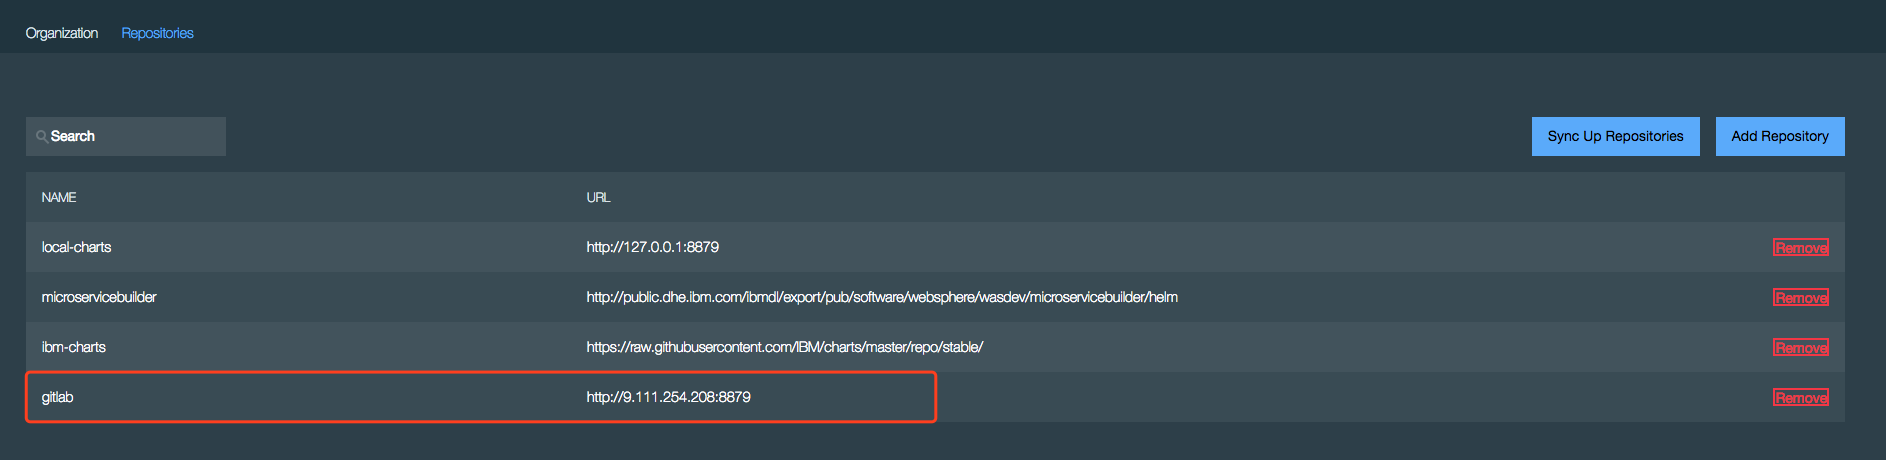 Organization Repositories
Search
Sync Up Repositories Add Repository
NAME URL
local-charts http://127.0.0.1:8879 Remove
microservicebuilder http://public.dhe.ibm.com/ibmdl/export/pub/software/websphere/wasdev/microservicebuilder/helm Remove
ibm-charts https://raw.githubusercontent.com/IBM/charts/master/repo/stable/ Remove
gitlab http://9.111.254.208:8879 Remove